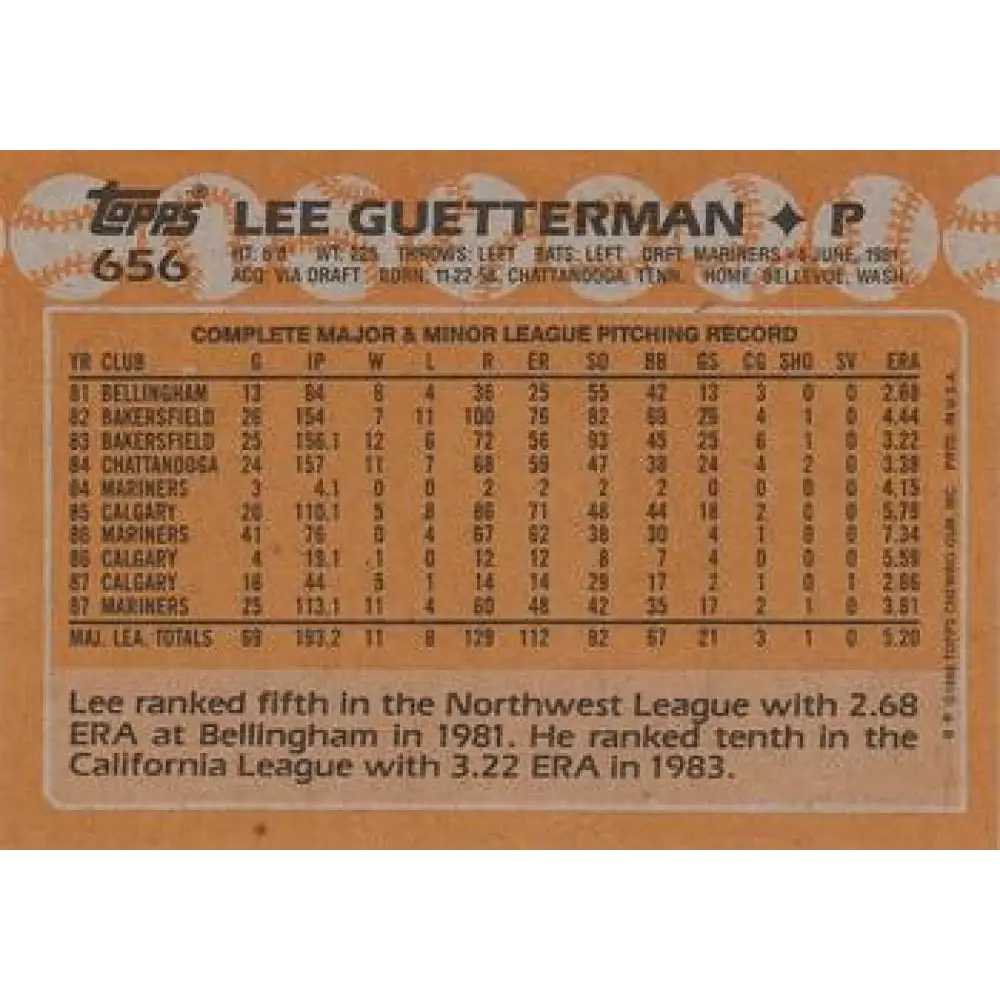 Topps® LEE GUETTERMAN ✦ P
656 HT: 6'8" WT: 225 THROWS: LEFT BATS: LEFT DRFT: MARINERS #4-JUNE, 1981
ACQ: VIA DRAFT BORN: 11-22-58, CHATTANOOGA, TENN. HOME: BELLEVUE, WASH.
COMPLETE MAJOR & MINOR LEAGUE PITCHING RECORD
YR CLUB G IP W L R ER SO BB GS CG SHO SV ERA
81 BELLINGHAM 13 84 6 4 36 25 55 42 13 3 0 0 2.68
82 BAKERSFIELD 26 154 7 11 100 76 82 69 26 4 1 0 4.44
83 BAKERSFIELD 25 156.1 12 6 72 56 93 45 25 6 1 0 3.22
84 CHATTANOOGA 24 157 11 7 68 59 47 38 24 4 2 0 3.38
84 MARINERS 3 4.1 0 0 2 2 2 2 0 0 0 0 4.15
85 CALGARY 20 110.1 5 8 86 71 48 44 18 2 0 0 5.79
86 MARINERS 41 76 0 4 67 62 38 30 4 1 0 0 7.34
86 CALGARY 4 19.1 1 0 12 12 8 7 4 0 0 0 5.59
87 CALGARY 16 44 5 1 14 14 29 17 2 1 0 1 2.86
87 MARINERS 25 113.1 11 4 60 48 42 35 17 2 1 0 3.81
MAJ. LEA. TOTALS 69 193.2 11 8 129 112 82 67 21 3 1 0 5.20
Lee ranked fifth in the Northwest League with 2.68
ERA at Bellingham in 1981. He ranked tenth in the
California League with 3.22 ERA in 1983.
© 1988 TOPPS CHEWING GUM, INC. PRTD. IN U.S.A.